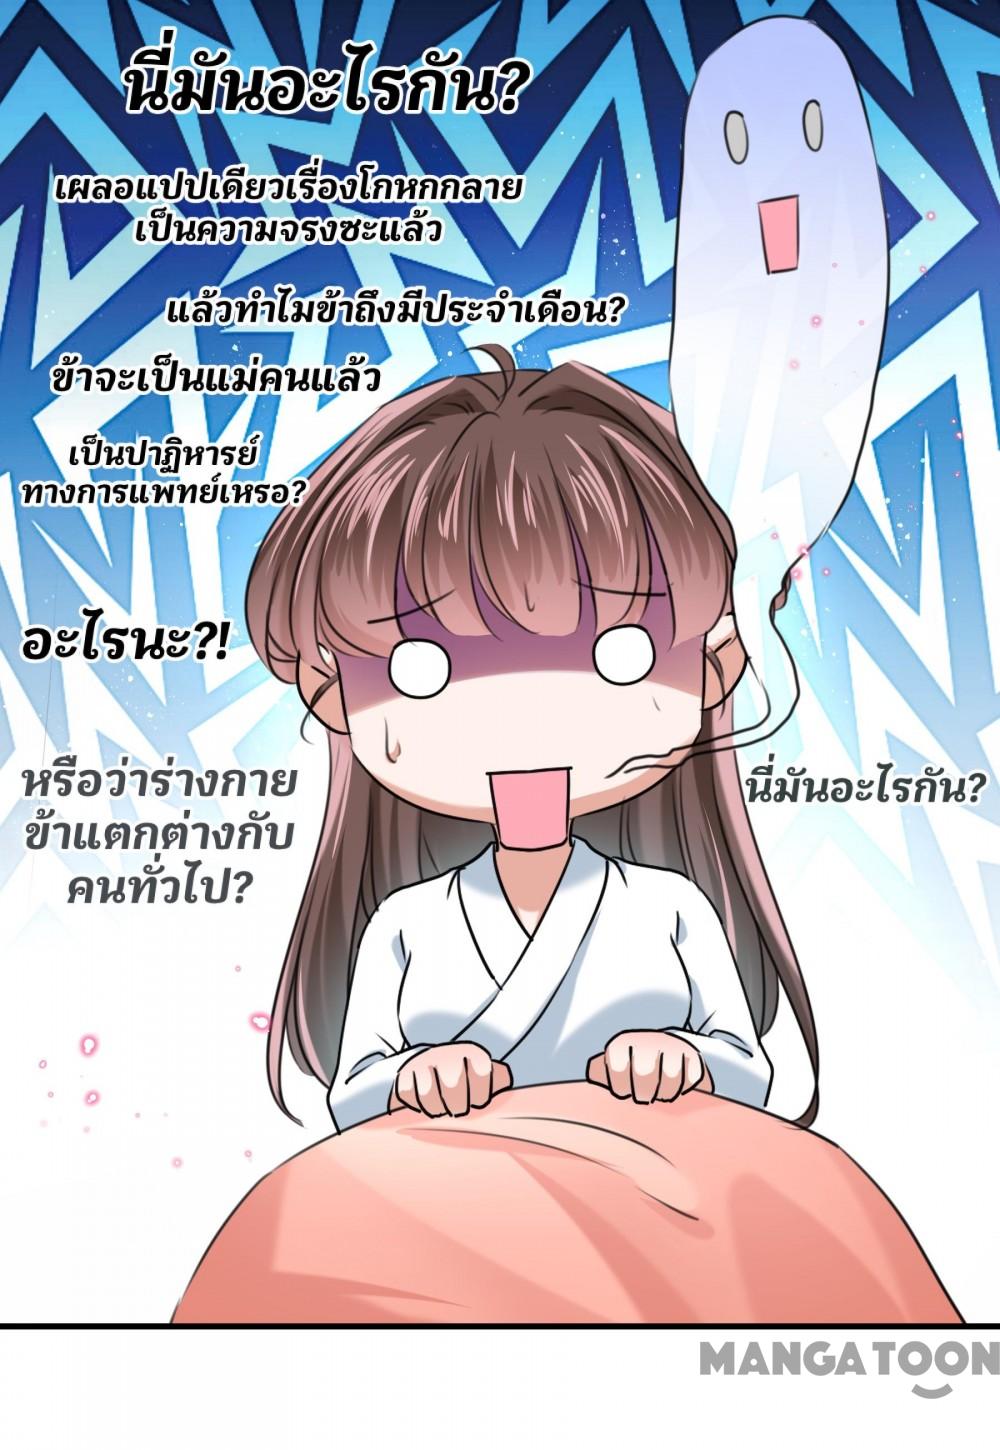 นี่มันอะไรกัน?
เผลอแปปเดียวเรื่องโกหกกลาย
เป็นความจริงซะแล้ว
แล้วทำไมข้าถึงมีประจำเดือน?
ข้าจะเป็นแม่คนแล้ว
เป็นปาฏิหารย์
ทางการแพทย์เหรอ?
อะไรนะ?!
นี่มันอะไรกัน?
หรือว่าร่างกาย
ข้าแตกต่างกับ
คนทั่วไป?
MANGATOON